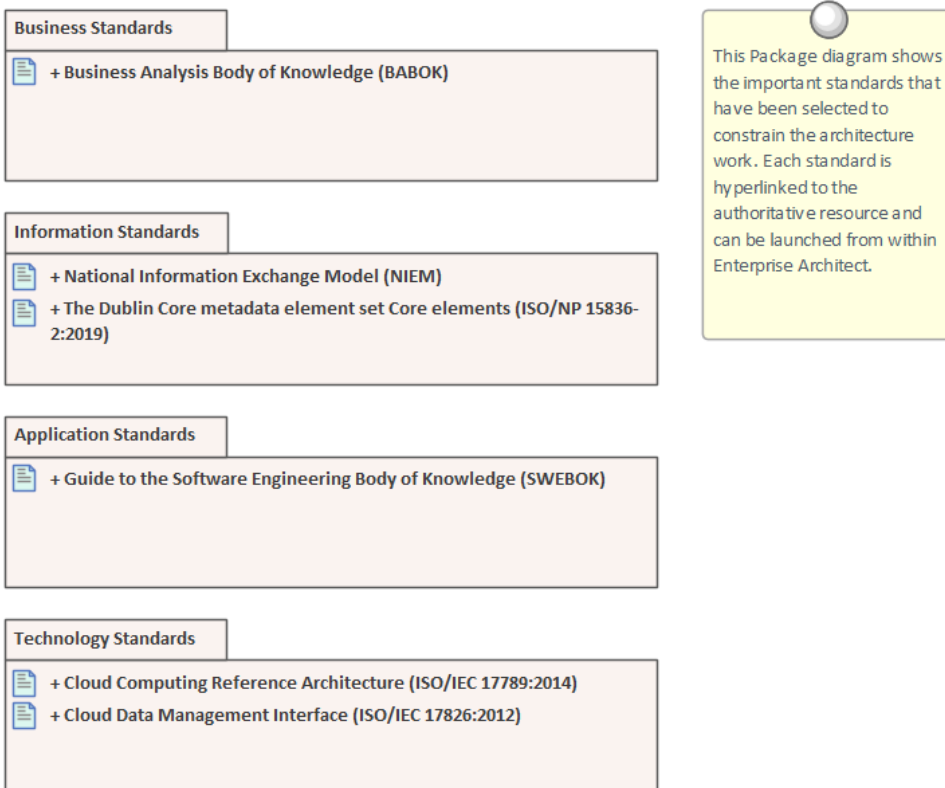 Business Standards
+ Business Analysis Body of Knowledge (BABOK)
This Package diagram shows
the important standards that
have been selected to
constrain the architecture
work. Each standard is
hyperlinked to the
authoritative resource and
can be launched from within
Enterprise Architect.
Information Standards
+ National Information Exchange Model (NIEM)
+ The Dublin Core metadata element set Core elements (ISO/NP 15836-
2:2019)
Application Standards
+ Guide to the Software Engineering Body of Knowledge (SWEBOK)
Technology Standards
+ Cloud Computing Reference Architecture (ISO/IEC 17789:2014)
+ Cloud Data Management Interface (ISO/IEC 17826:2012)